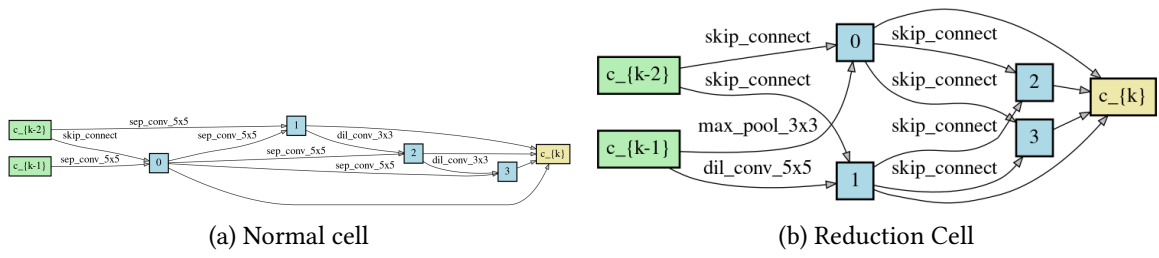 c_{k-2}
c_{k-1}
sep_conv_5x5
skip_connect
sep_conv_5x5
sep_conv_5x5
sep_conv_5x5
sep_conv_5x5
dil_conv_3x3
dil_conv_3x3
0
1
2
3
c_{k}
(a) Normal cell
c_{k-2}
c_{k-1}
skip_connect
skip_connect
max_pool_3x3
dil_conv_5x5
0
1
skip_connect
skip_connect
skip_connect
skip_connect
2
3
c_{k}
(b) Reduction Cell